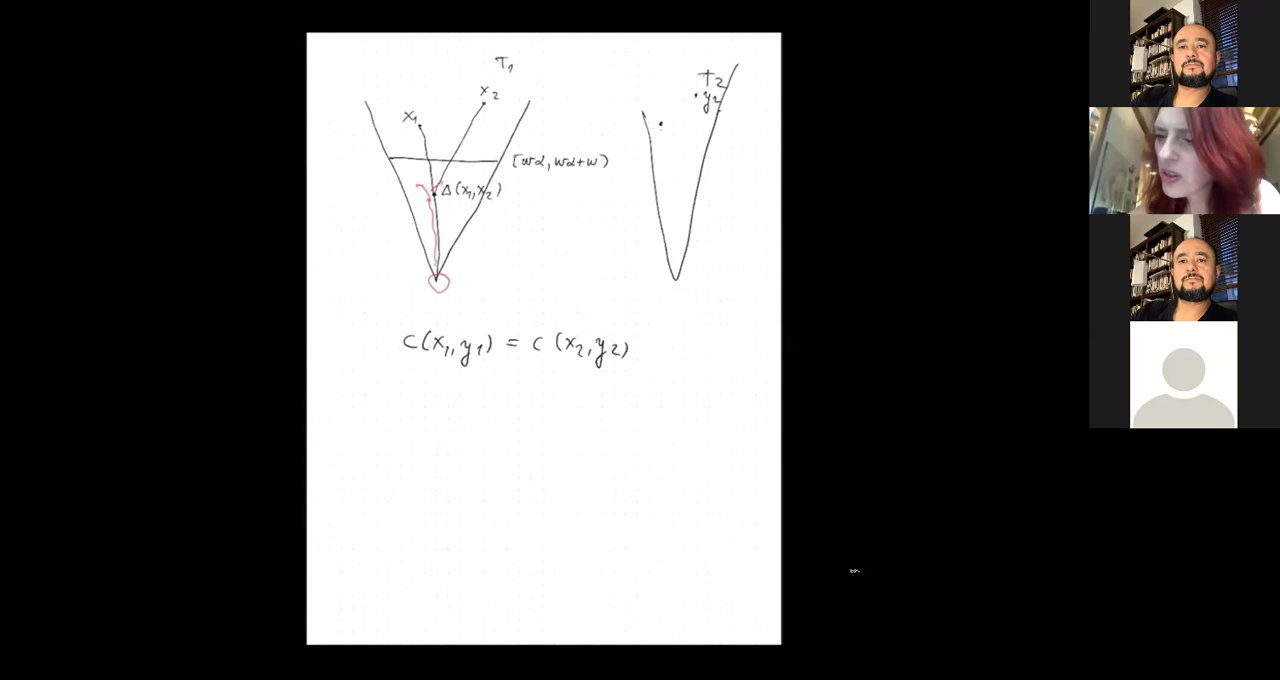 T₁
T₂
x₂
y₂
x₁
[ωα, ωα+ω)
Δ(x₁,x₂)
c(x₁,y₁) = c(x₂,y₂)